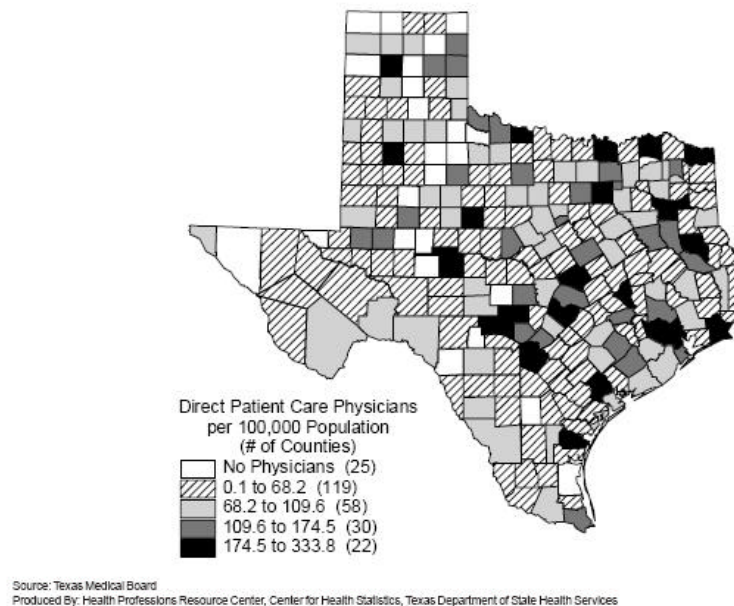 Direct Patient Care Physicians
per 100,000 Population
(# of Counties)
No Physicians (25)
0.1 to 68.2 (119)
68.2 to 109.6 (58)
109.6 to 174.5 (30)
174.5 to 333.8 (22)
Source: Texas Medical Board
Produced By: Health Professions Resource Center, Center for Health Statistics, Texas Department of State Health Services